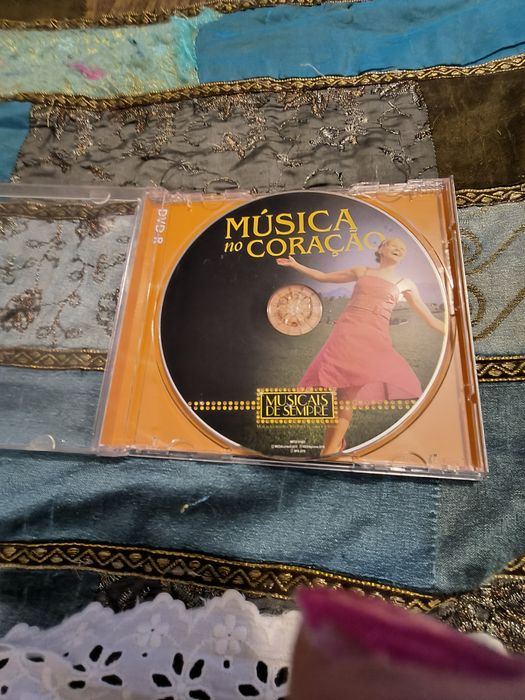 DVD-R
MÚSICA
no CORAÇÃO
MUSICAIS
DE SEMPRE